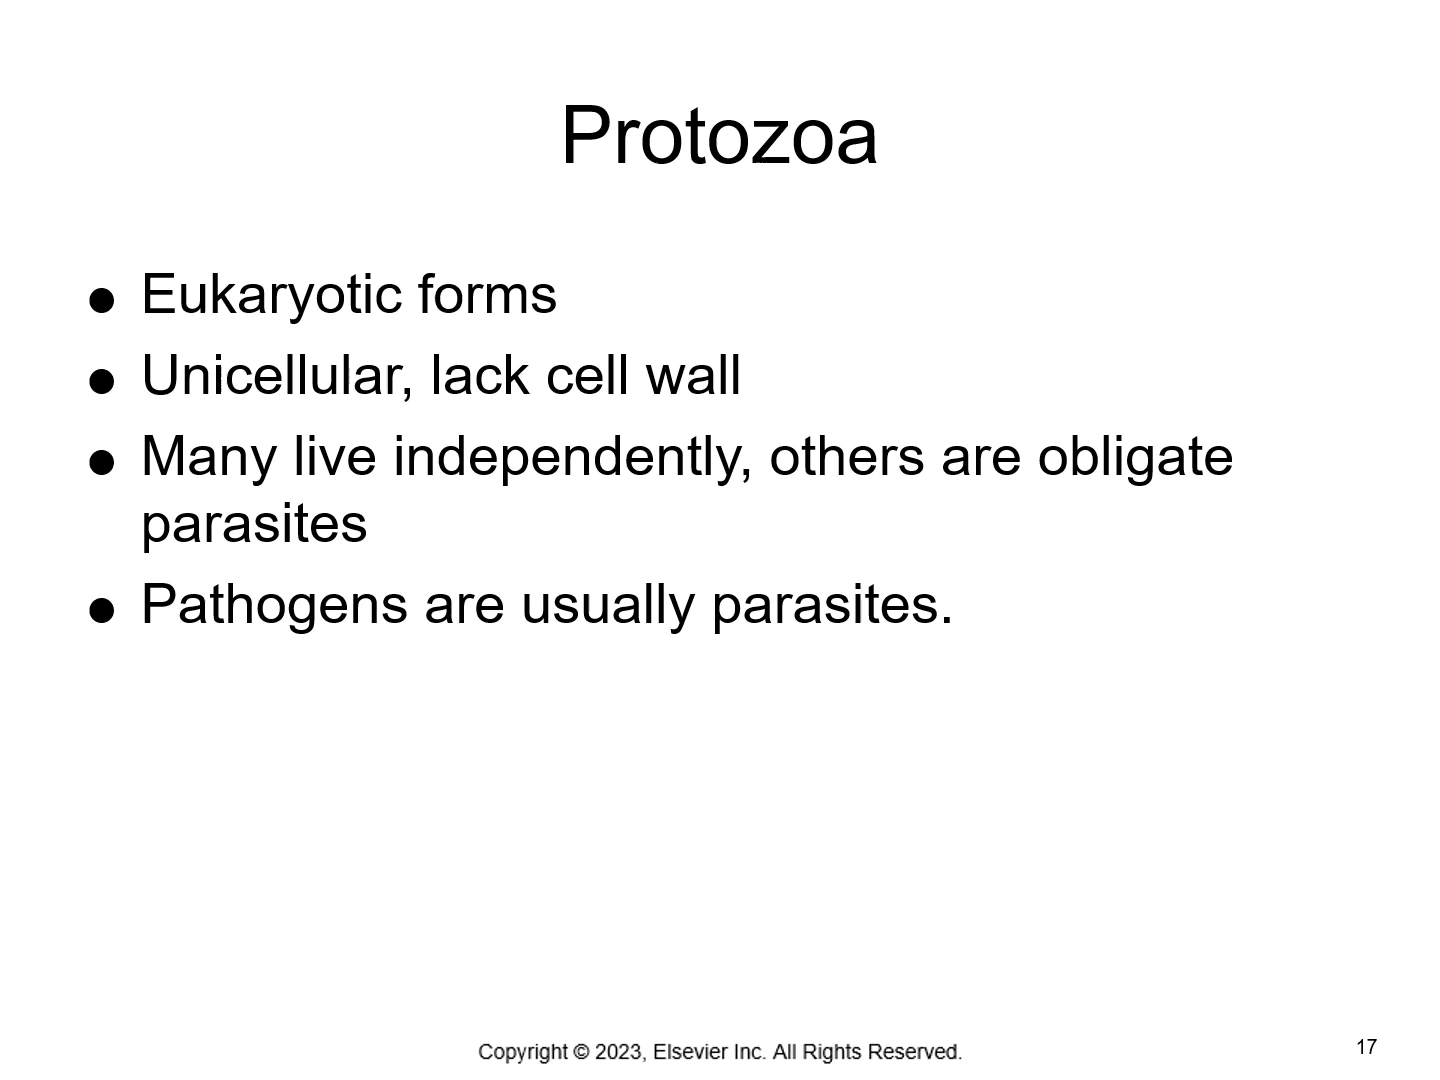 Protozoa
● Eukaryotic forms
● Unicellular, lack cell wall
● Many live independently, others are obligate
parasites
● Pathogens are usually parasites.
Copyright © 2023, Elsevier Inc. All Rights Reserved.
17